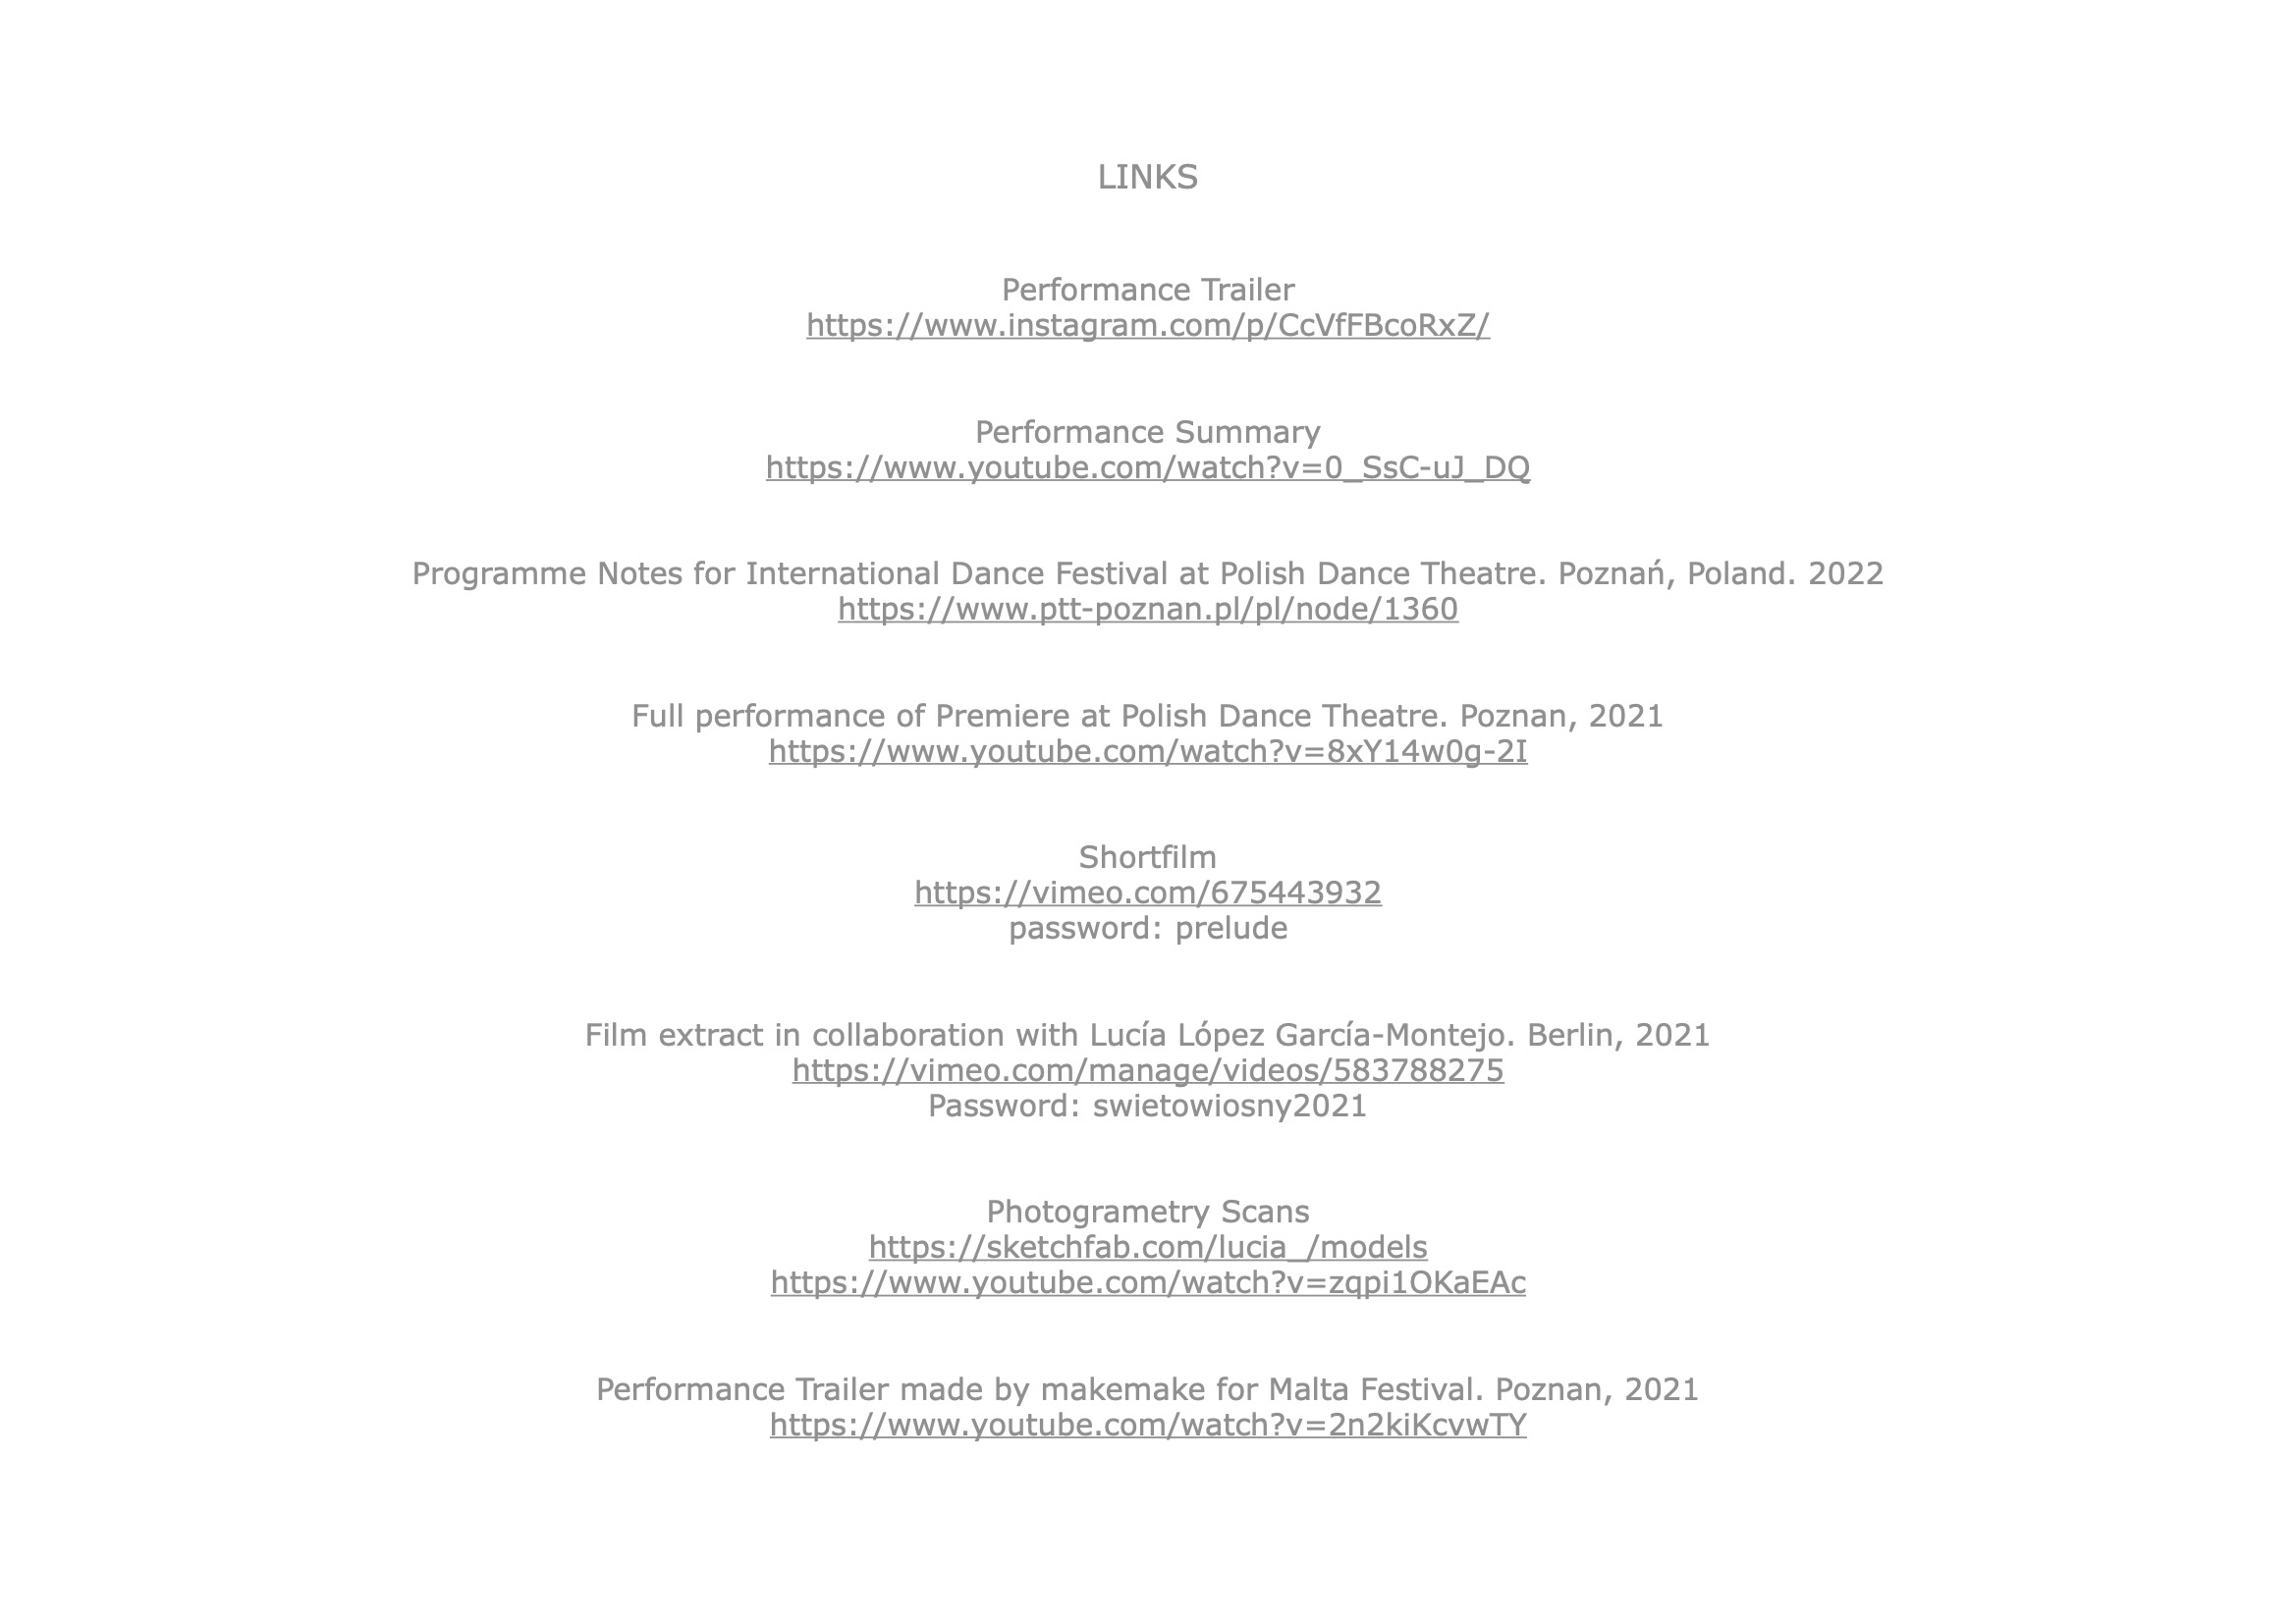 LINKS
Performance Trailer
https://www.instagram.com/p/CcVfFBcoRxZ/
Performance Summary
https://www.youtube.com/watch?v=0_SsC-uJ_DQ
Programme Notes for International Dance Festival at Polish Dance Theatre. Poznań, Poland. 2022
https://www.ptt-poznan.pl/pl/node/1360
Full performance of Premiere at Polish Dance Theatre. Poznan, 2021
https://www.youtube.com/watch?v=8xY14w0g-2I
Shortfilm
https://vimeo.com/675443932
password: prelude
Film extract in collaboration with Lucía López García-Montejo. Berlin, 2021
https://vimeo.com/manage/videos/583788275
Password: swietowiosny2021
Photogrametry Scans
https://sketchfab.com/lucia_/models
https://www.youtube.com/watch?v=zqpi1OKaEAc
Performance Trailer made by makemake for Malta Festival. Poznan, 2021
https://www.youtube.com/watch?v=2n2kiKcvwTY